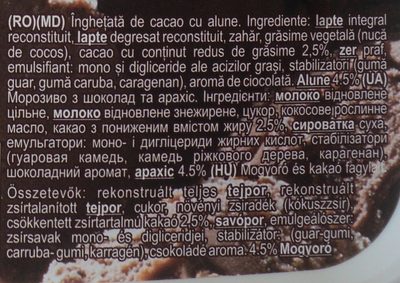 (RO)(MD) Înghețată de cacao cu alune. Ingrediente: lapte integral
reconstituit, lapte degresat reconstituit, zahăr, grăsime vegetală (nucă
de cocos), cacao cu conținut redus de grăsime 2,5%, zer praf,
emulsifiant: mono și digliceride ale acizilor grași, stabilizatori (gumă
guar, gumă caruba, caragenan), aromă de ciocolată. Alune 4.5% (UA)
Морозиво з шоколад та арахіс. Інгредієнти: молоко відновлене
цільне, молоко відновлене знежирене, цукор, кокосове рослинне
масло, какао з пониженим вмістом жиру 2.5%, сироватка суха,
емульгатори: моно- і дигліцериди жирних кислот, стабілізатори
(гуаровая камедь, камедь ріжкового дерева, карагенан),
шоколадний аромат, арахіс 4.5% (HU) Mogyoró és kakaó fagylalt
Összetevők: rekonstruált teljes tejpor, rekonstruált
zsírtalanított tejpor, cukor, növényi zsiradék (kókuszzsír),
csökkentett zsírtartalmú kakaó 2,5%, savópor, emulgeálószer:
zsírsavak mono- és digliceridjei, stabilizátor- (guar-gumi,
carruba- gumi, karragén), csokoládé aroma. 4.5% Mogyoró